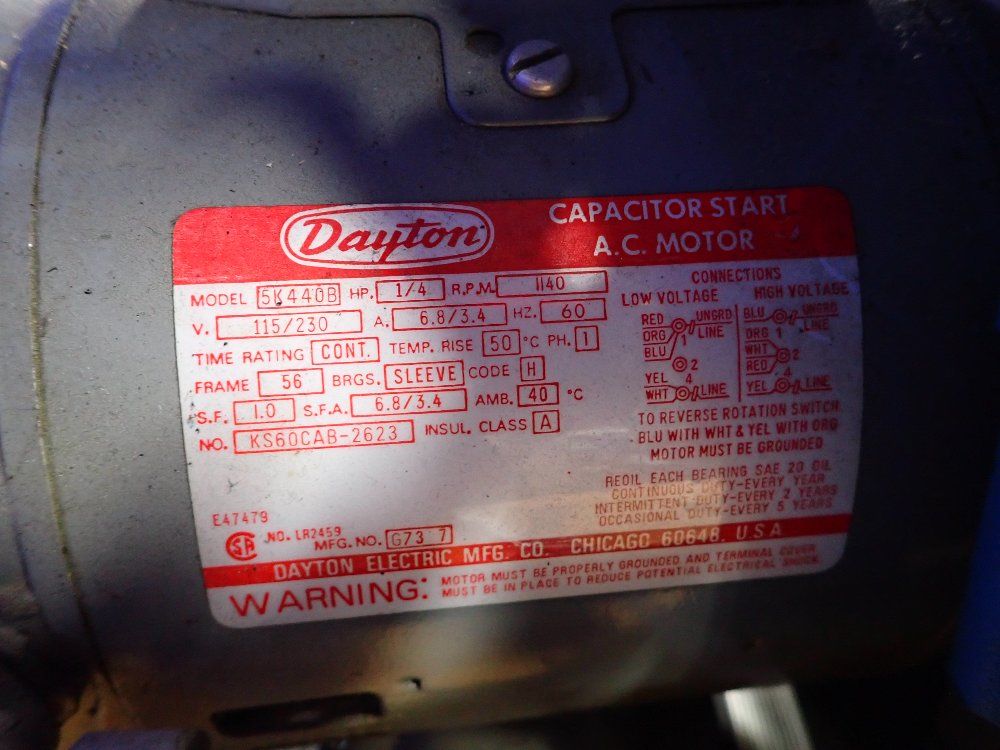 Dayton
CAPACITOR START
A.C. MOTOR
MODEL 5K440B HP. 1/4 R.P.M. 1140
V. 115/230 A. 6.8/3.4 HZ. 60
TIME RATING CONT. TEMP. RISE 50 °C PH. 1
FRAME 56 BRGS. SLEEVE CODE H
S.F. 1.0 S.F.A. 6.8/3.4 AMB. 40 °C
NO. KS60CAB-2623 INSUL. CLASS A
CONNECTIONS
LOW VOLTAGE HIGH VOLTAGE
RED UNGRD BLU UNGRD
ORG 1 LINE ORG 1 LINE
BLU WHT
2 RED 2
YEL 4 4
WHT LINE YEL LINE
TO REVERSE ROTATION SWITCH
BLU WITH WHT & YEL WITH ORG
MOTOR MUST BE GROUNDED
REOIL EACH BEARING SAE 20 OIL
CONTINUOUS DUTY-EVERY YEAR
INTERMITTENT DUTY-EVERY 2 YEARS
OCCASIONAL DUTY-EVERY 5 YEARS
E47479
SA NO. LR2459
MFG. NO. G73 7
DAYTON ELECTRIC MFG. CO. CHICAGO 60648, U.S.A
WARNING: MOTOR MUST BE PROPERLY GROUNDED AND TERMINAL COVER
MUST BE IN PLACE TO REDUCE POTENTIAL ELECTRICAL SHOCK